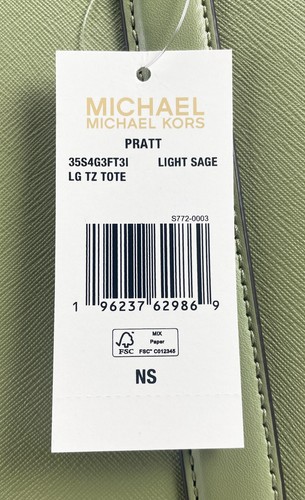 MICHAEL
MICHAEL KORS
PRATT
35S4G3FT3I LIGHT SAGE
LG TZ TOTE
S772-0003
1 96237 62986 9
FSC
MIX
Paper
FSC® C012345
NS